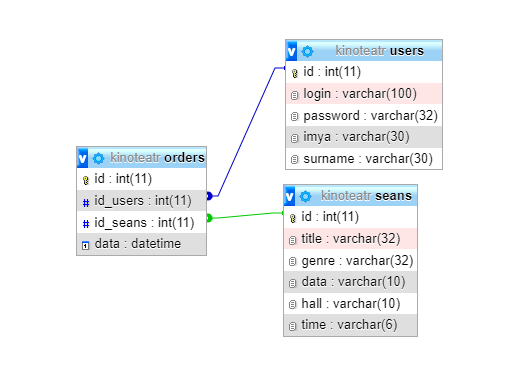 v kinoteatr users
id : int(11)
login : varchar(100)
password : varchar(32)
imya : varchar(30)
surname : varchar(30)
v kinoteatr orders
id : int(11)
# id_users : int(11)
# id_seans : int(11)
data : datetime
v kinoteatr seans
id : int(11)
title : varchar(32)
genre : varchar(32)
data : varchar(10)
hall : varchar(10)
time : varchar(6)